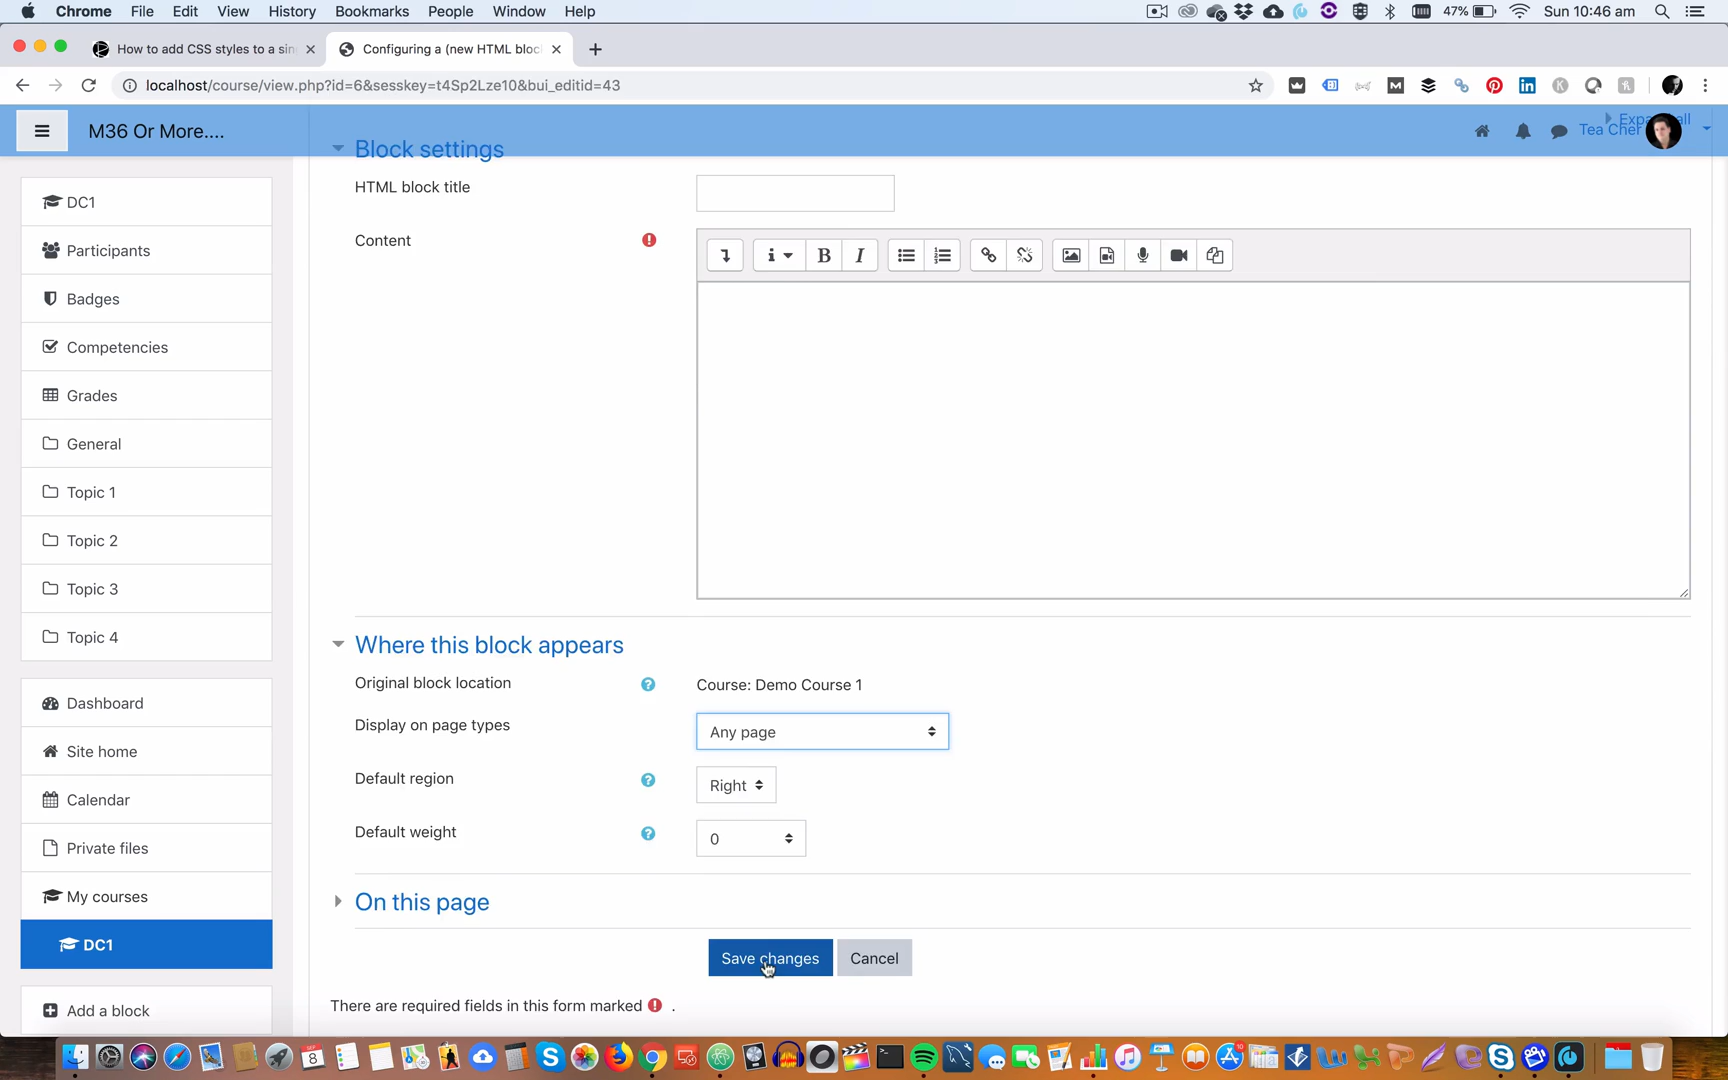 Chrome File Edit View History Bookmarks People Window Help 47% Sun 10:46 am
How to add CSS styles to a sin
Configuring a (new HTML bloc
localhost/course/view.php?id=6&sesskey=t4Sp2Lze10&bui_editid=43
M36 Or More....
Tea Cher
DC1
Participants
Badges
Competencies
Grades
General
Topic 1
Topic 2
Topic 3
Topic 4
Dashboard
Site home
Calendar
Private files
My courses
DC1
Add a block
Block settings
HTML block title
Content
B I
Where this block appears
Original block location
Course: Demo Course 1
Display on page types
Any page
Default region
Right
Default weight
0
On this page
Save changes
Cancel
There are required fields in this form marked .